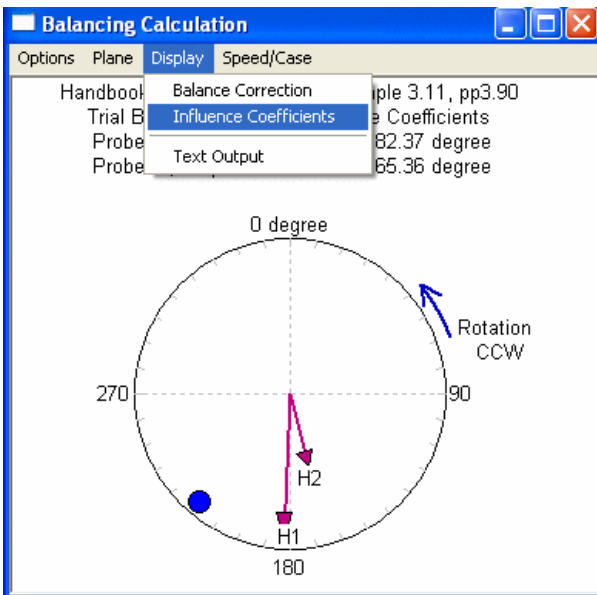 Balancing Calculation
Options Plane Display Speed/Case
Balance Correction
Influence Coefficients
Text Output
Handbook ple 3.11, pp3.90
Trial B e Coefficients
Probe 82.37 degree
Probe 65.36 degree
0 degree
Rotation
CCW
270
90
H2
H1
180